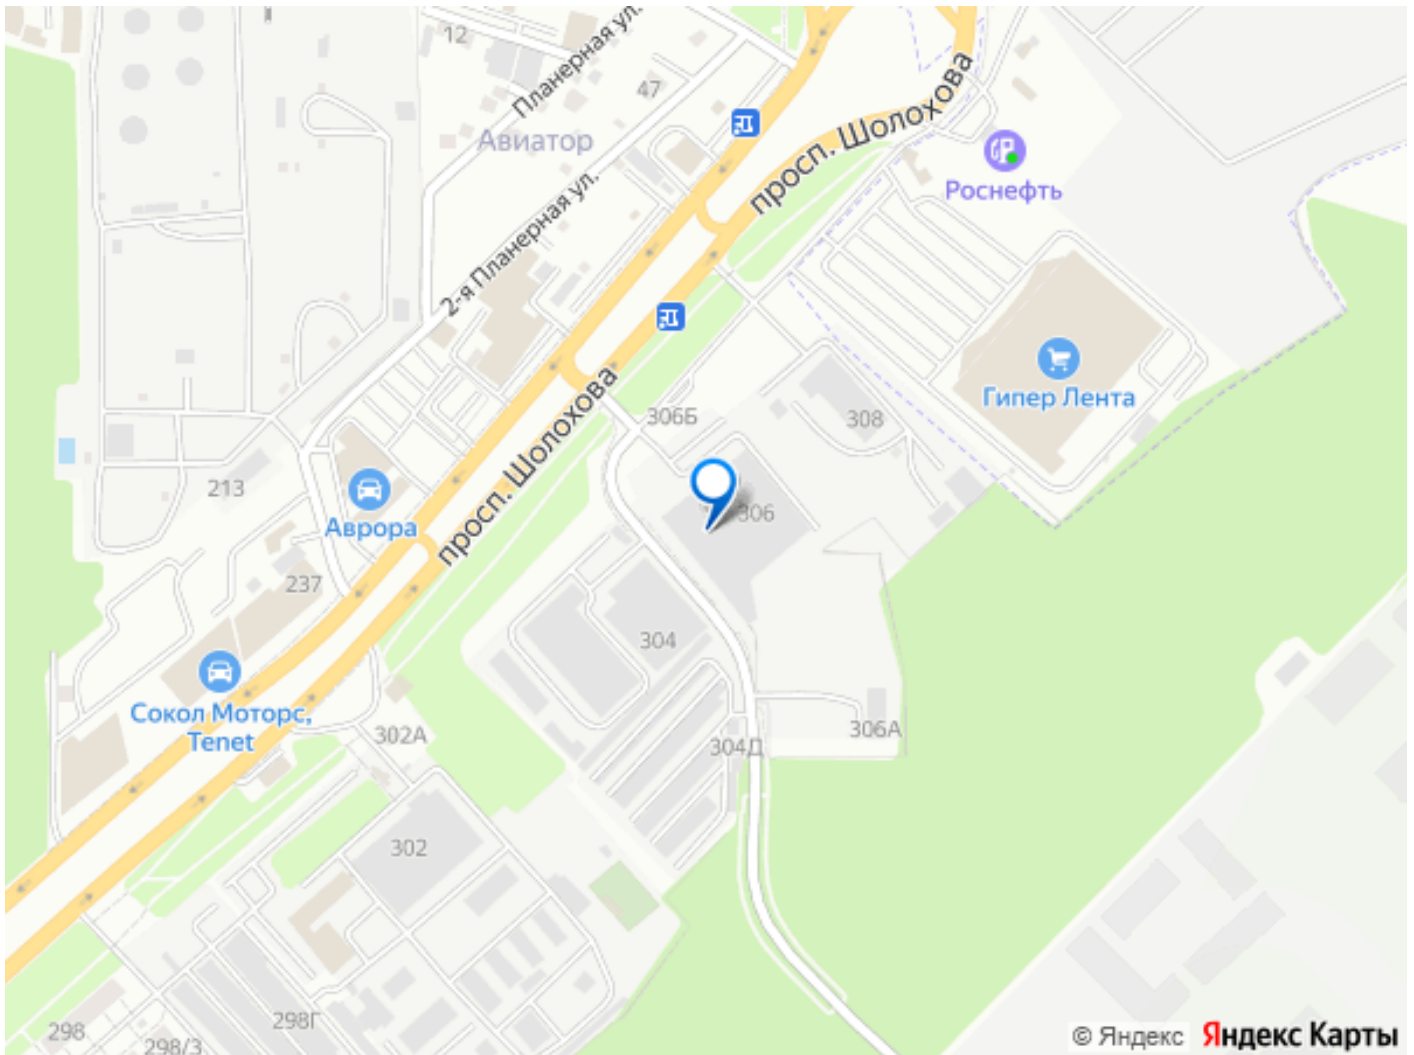 12
Планерная ул.
47
Авиатор
просп. Шолохова
Роснефть
2-я Планерная ул.
Гипер Лента
306Б
308
просп. Шолохова
213
Аврора
306
237
304
Сокол Моторс,
Tenet
302А
304Д
306А
302
298Г
298
298/3
© Яндекс Яндекс Карты